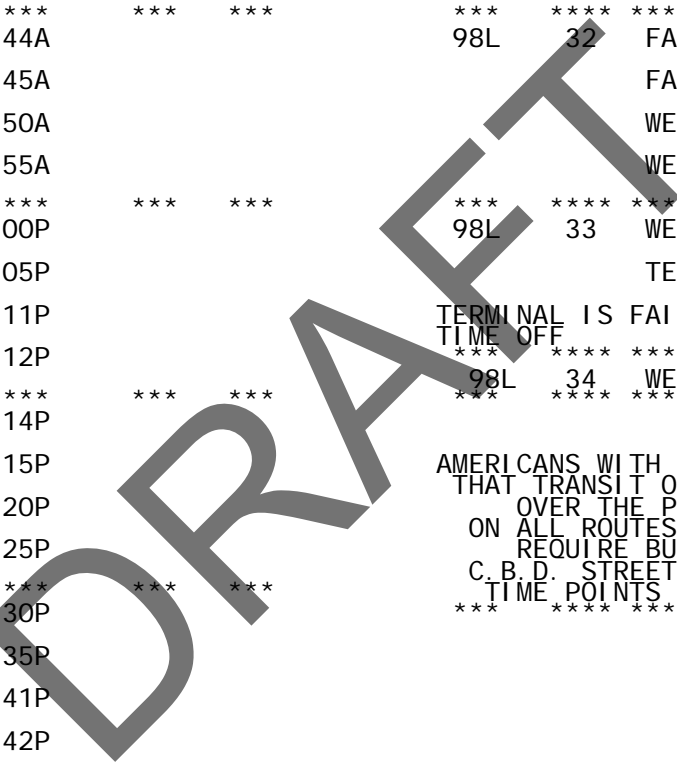 *** *** *** *** **** ***
44A 98L 32 FA
45A FA
50A WE
55A WE
*** *** *** *** **** ***
00P 98L 33 WE
05P TE
11P TERMINAL IS FAI
TIME OFF
12P *** **** ***
98L 34 WE
*** *** *** *** **** ***
14P
15P AMERICANS WITH
THAT TRANSIT O
20P OVER THE P
ON ALL ROUTES
25P REQUIRE BU
C.B.D. STREET
*** *** *** TIME POINTS
30P *** **** ***
35P
41P
42P
DRAFT